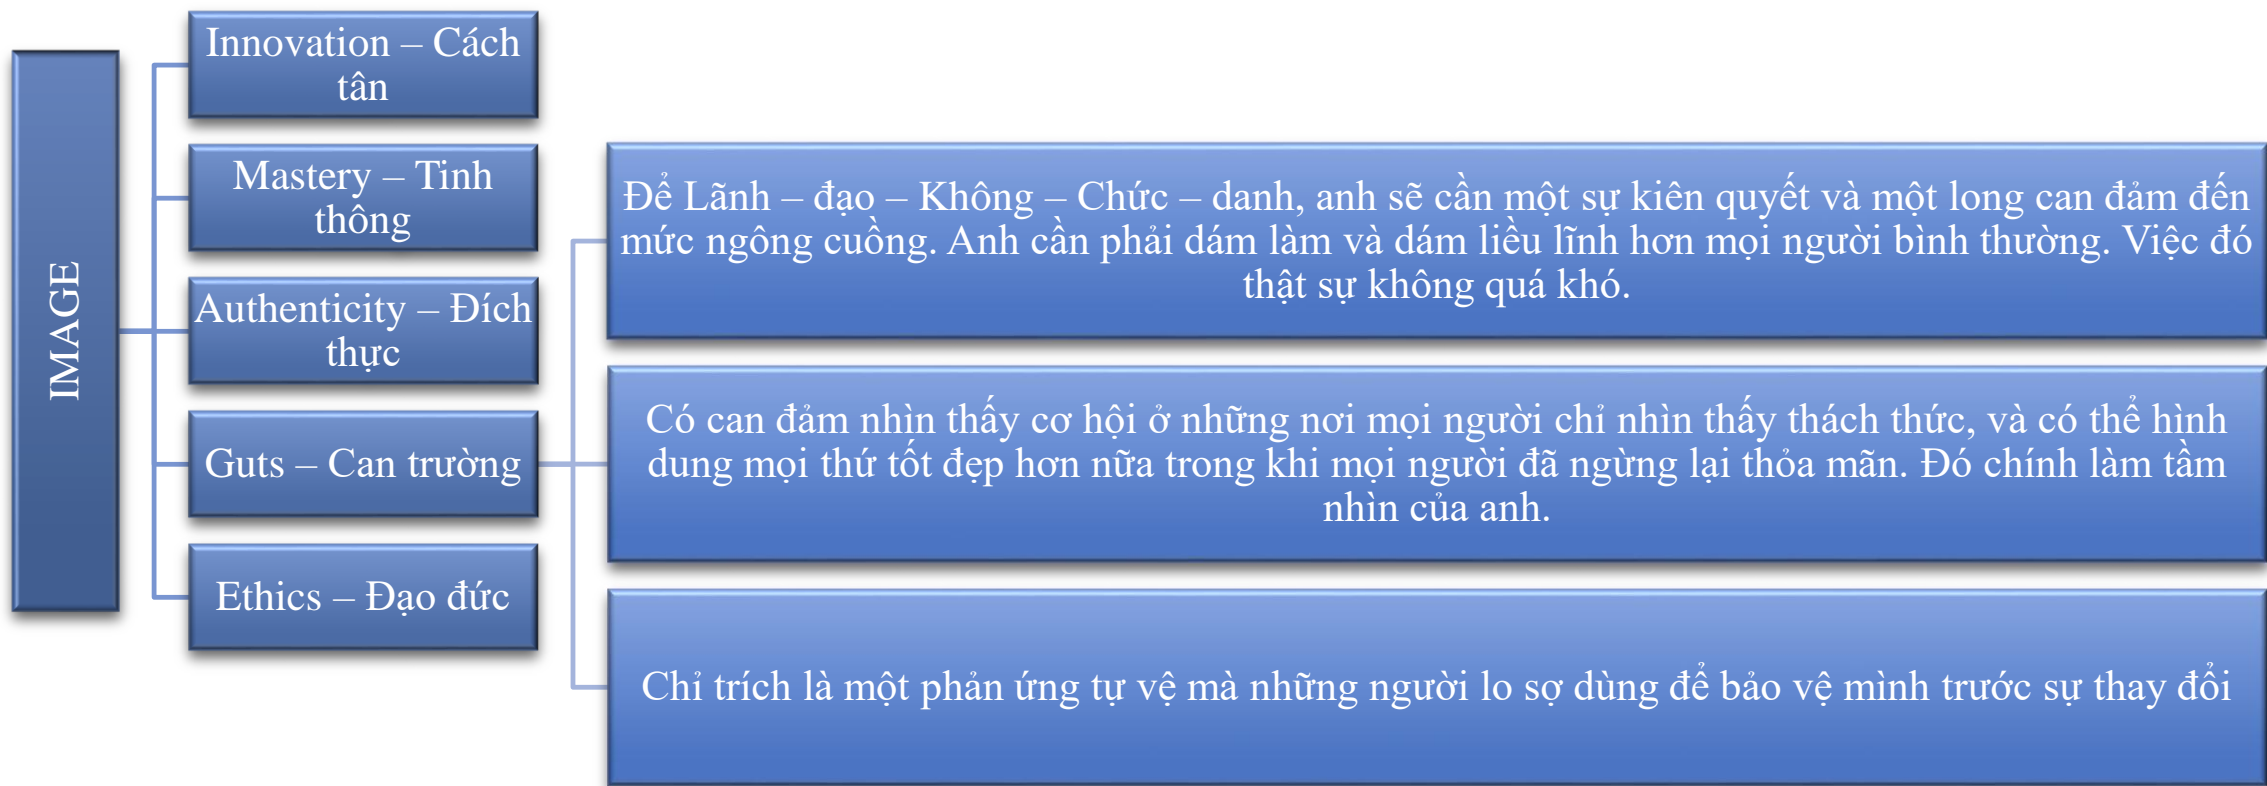 IMAGE
Innovation – Cách
tân
Mastery – Tinh
thông
Authenticity – Đích
thực
Guts – Can trường
Ethics – Đạo đức
Để Lãnh – đạo – Không – Chức – danh, anh sẽ cần một sự kiên quyết và một long can đảm đến
mức ngông cuồng. Anh cần phải dám làm và dám liều lĩnh hơn mọi người bình thường. Việc đó
thật sự không quá khó.
Có can đảm nhìn thấy cơ hội ở những nơi mọi người chỉ nhìn thấy thách thức, và có thể hình
dung mọi thứ tốt đẹp hơn nữa trong khi mọi người đã ngừng lại thỏa mãn. Đó chính làm tầm
nhìn của anh.
Chỉ trích là một phản ứng tự vệ mà những người lo sợ dùng để bảo vệ mình trước sự thay đổi